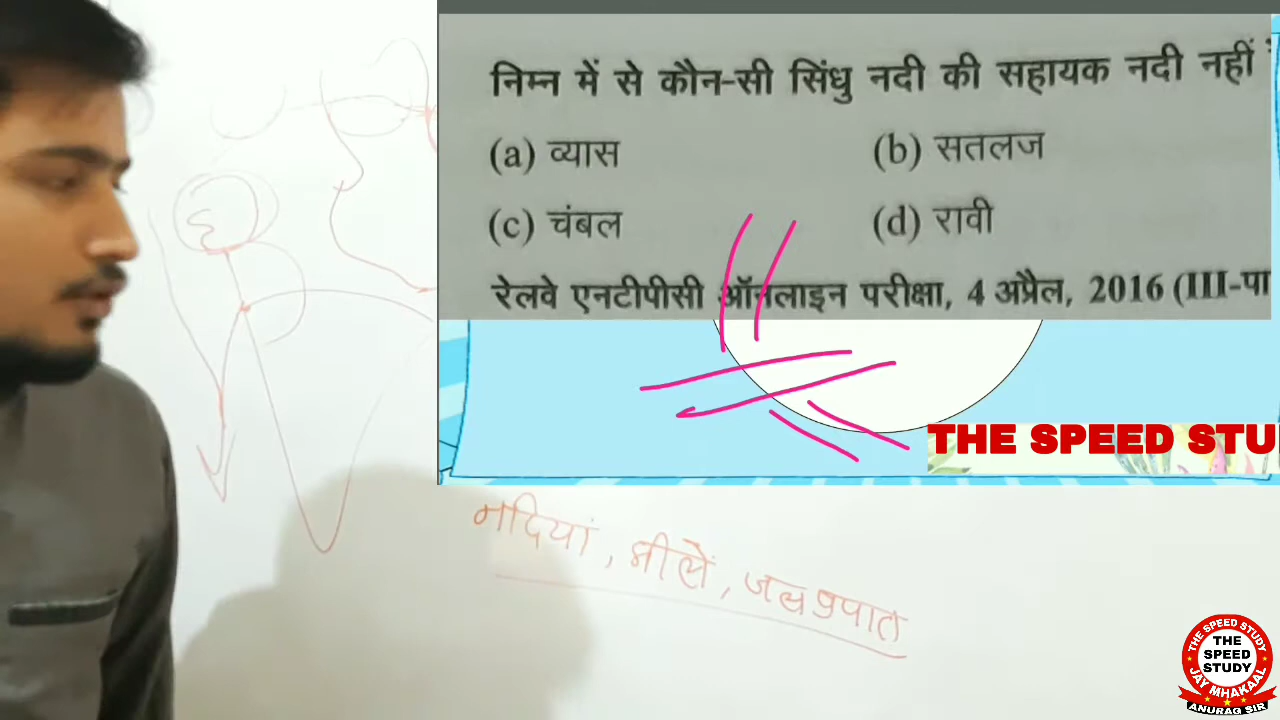 निम्न में से कौन-सी सिंधु नदी की सहायक नदी नहीं
(a) व्यास
(b) सतलज
(c) चंबल
(d) रावी
रेलवे एनटीपीसी ऑनलाइन परीक्षा, 4 अप्रैल, 2016 (III-पा
THE SPEED STU
नदियां, झीलें, जलप्रपात
THE SPEED STUDY
THE
SPEED
STUDY
JAY MHAKAAL
ANURAG SIR